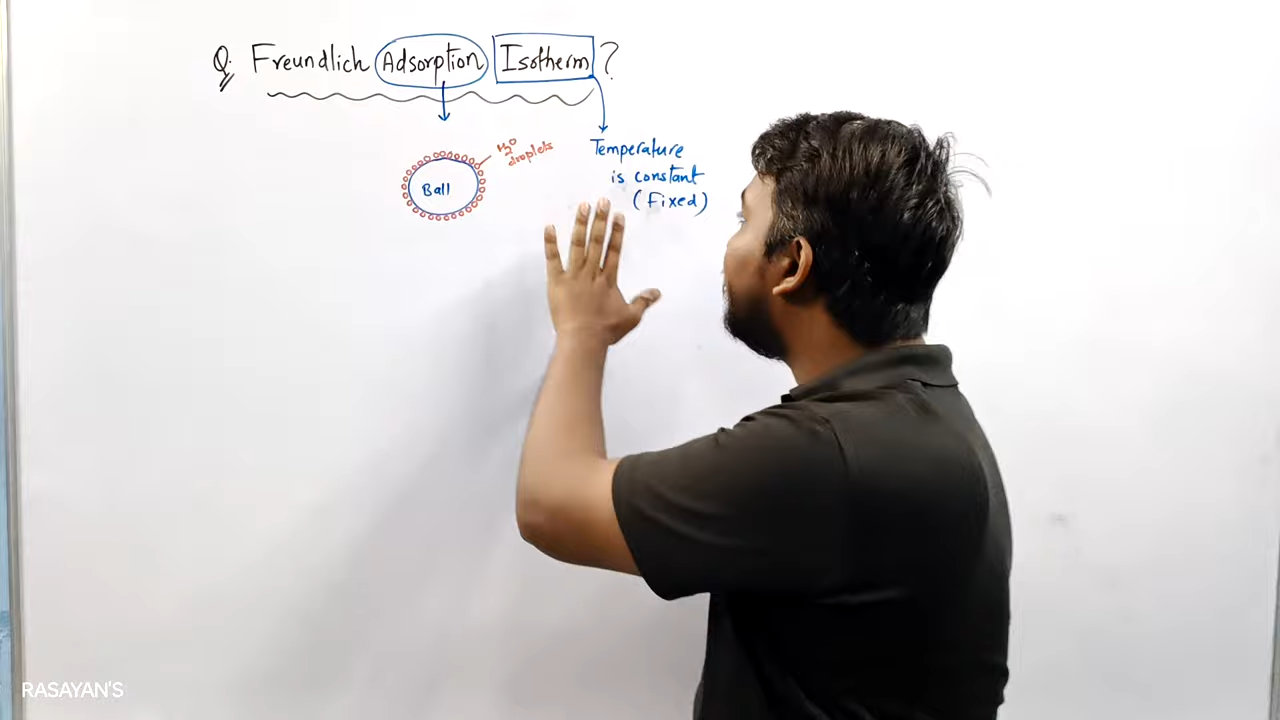 Q. Freundlich Adsorption Isotherm ?
H₂O
droplets
Ball
Temperature
is constant
(Fixed)
RASAYAN'S